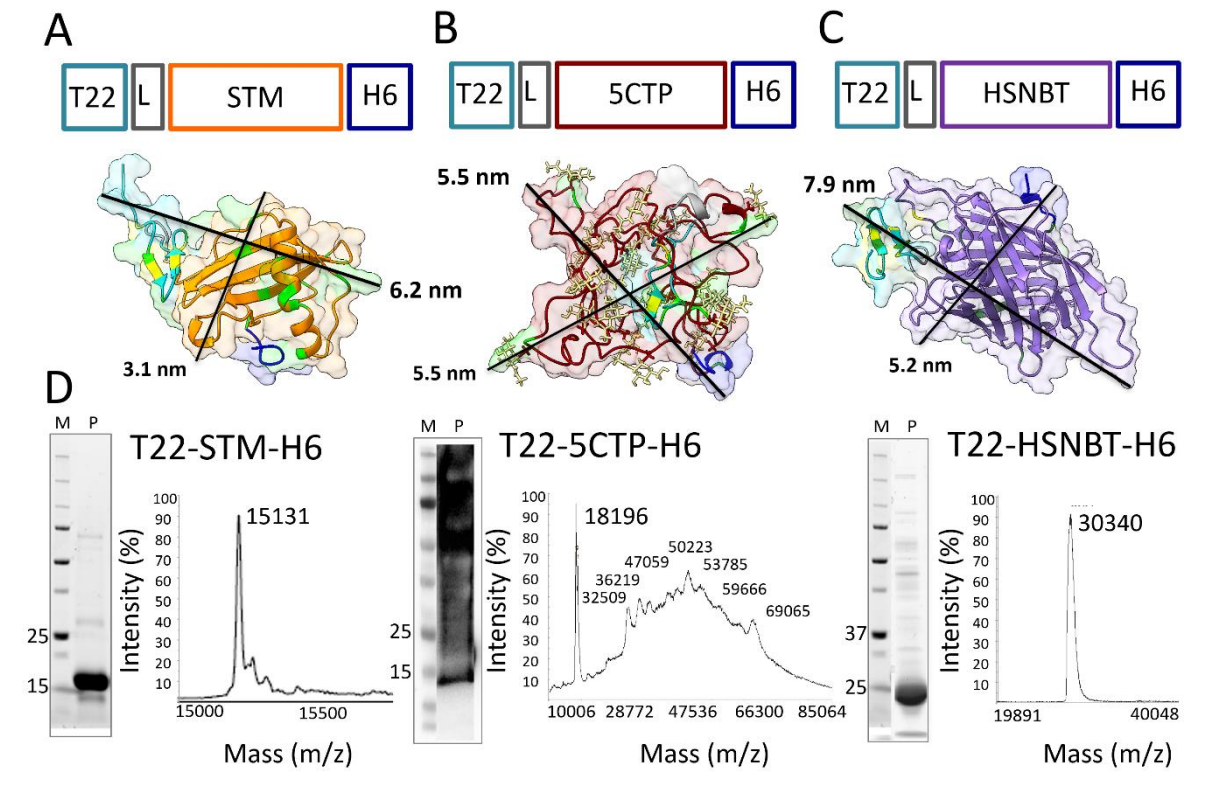 A
B
C
T22 L STM H6
T22 L 5CTP H6
T22 L HSNBT H6
5.5 nm
7.9 nm
6.2 nm
3.1 nm
5.5 nm
5.2 nm
D
M P
T22-STM-H6
25
15
Intensity (%)
100
90
80
70
60
50
40
30
20
10
15131
15000 15500
Mass (m/z)
M P
T22-5CTP-H6
25
15
Intensity (%)
100
90
80
70
60
50
40
30
20
10
18196
32509
36219
47059
50223
53785
59666
69065
10006 28772 47536 66300 85064
Mass (m/z)
M P
T22-HSNBT-H6
37
25
Intensity (%)
100
90
80
70
60
50
40
30
20
10
30340
19891 40048
Mass (m/z)